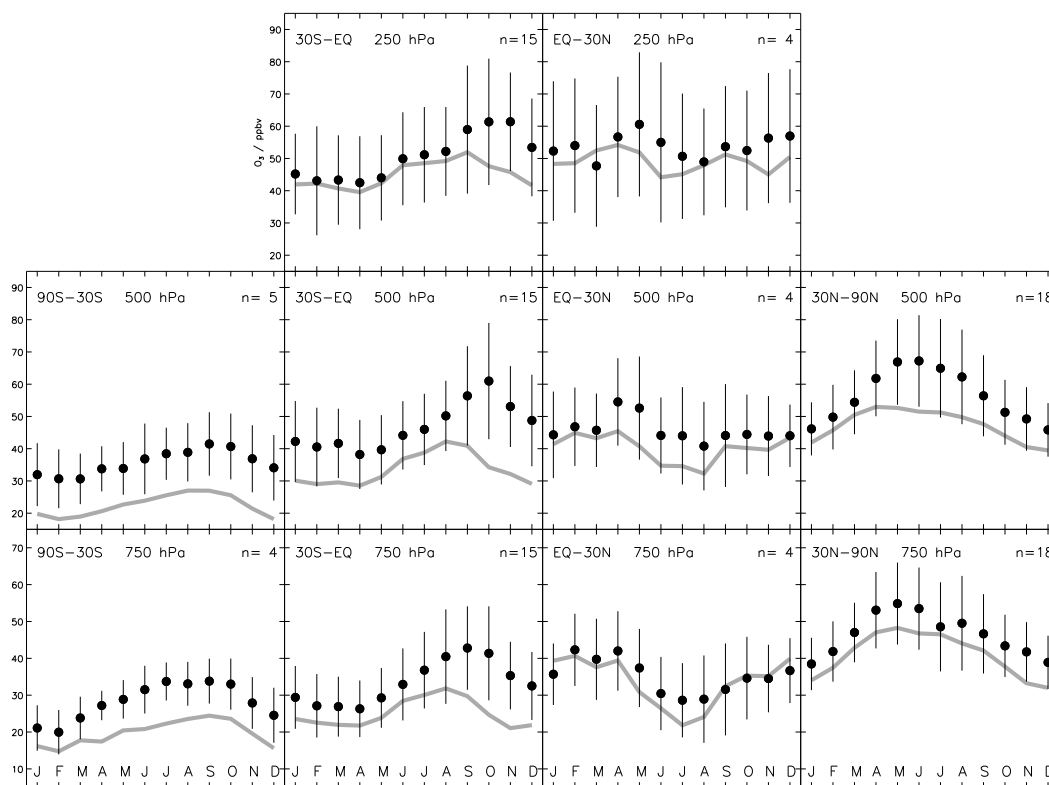 30S-EQ 250 hPa n=15
EQ-30N 250 hPa n= 4
90
80
70
60
50
40
30
20
O₃ / ppbv
90S-30S 500 hPa n= 5
30S-EQ 500 hPa n=15
EQ-30N 500 hPa n= 4
30N-90N 500 hPa n=18
90
80
70
60
50
40
30
20
90S-30S 750 hPa n= 4
30S-EQ 750 hPa n=15
EQ-30N 750 hPa n= 4
30N-90N 750 hPa n=18
70
60
50
40
30
20
10
J F M A M J J A S O N D
J F M A M J J A S O N D
J F M A M J J A S O N D
J F M A M J J A S O N D